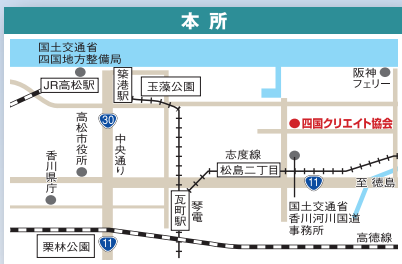 本所
国土交通省
四国地方整備局
JR高松駅
築港駅
玉藻公園
阪神
フェリー
30
高松市役所
中央通り
四国クリエイト協会
香川県庁
志度線
松島二丁目
11
至 徳島
瓦町駅
琴電
国土交通省
香川河川国道
事務所
栗林公園
11
高徳線